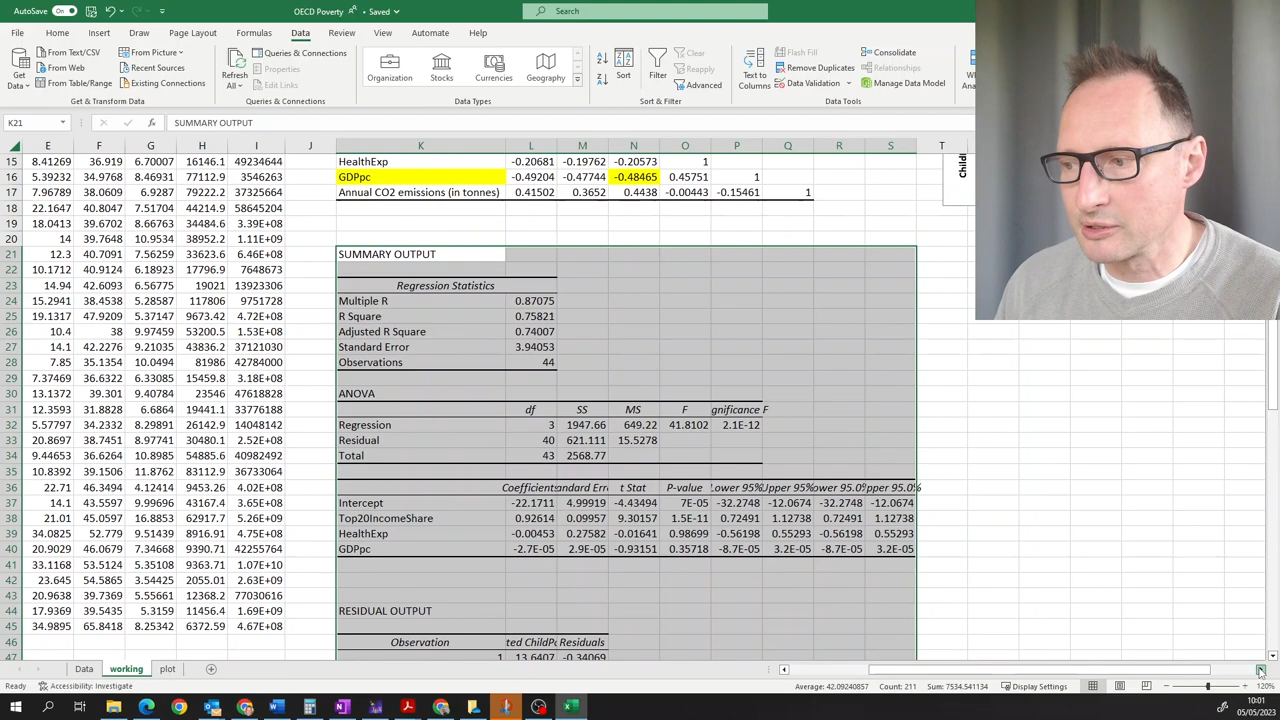 AutoSave On OECD Poverty • Saved Search
File Home Insert Draw Page Layout Formulas Data Review View Automate Help
Get Data From Text/CSV From Picture Refresh All Queries & Connections Organization Stocks Currencies Geography Sort Filter Clear Text to Columns Flash Fill Consolidate
From Web Recent Sources Properties Reapply Remove Duplicates Relationships
From Table/Range Existing Connections Edit Links Advanced Data Validation Manage Data Model
Get & Transform Data Queries & Connections Data Types Sort & Filter Data Tools
K21 SUMMARY OUTPUT
E F G H I J K L M N O P Q R S T
15 8.41269 36.919 6.70007 16146.1 49234644 HealthExp -0.20681 -0.19762 -0.20573 1
16 5.39232 34.9768 8.46931 77112.9 3546263 GDPpc -0.49204 -0.47744 -0.48465 0.45751 1
17 7.96789 38.0609 6.9287 79222.2 37325664 Annual CO2 emissions (in tonnes) 0.41502 0.3652 0.4438 -0.00443 -0.15461 1
18 22.1647 40.8047 7.51704 44214.9 58645204
19 18.0413 39.6702 8.66763 34484.6 3.39E+08
20 14 39.7648 10.9534 38952.2 1.11E+09
21 12.3 40.7091 7.56259 33623.6 6.46E+08 SUMMARY OUTPUT
22 10.1712 40.9124 6.18923 17796.9 7648673
23 14.94 42.6093 6.56775 19021 13923306 Regression Statistics
24 15.2941 38.4538 5.28587 117806 9751728 Multiple R 0.87075
25 19.1317 47.9209 5.37147 9673.42 4.72E+08 R Square 0.75821
26 10.4 38 9.97459 53200.5 1.53E+08 Adjusted R Square 0.74007
27 14.1 42.2276 9.21035 43836.2 37121030 Standard Error 3.94053
28 7.85 35.1354 10.0494 81986 42784000 Observations 44
29 7.37469 36.6322 6.33085 15459.8 3.18E+08
30 13.1372 39.301 9.40784 23546 47618828 ANOVA
31 12.3593 31.8828 6.6864 19441.1 33776188 df SS MS F gnificance F
32 5.57797 34.2332 8.29891 26142.9 14048142 Regression 3 1947.66 649.22 41.8102 2.1E-12
33 20.8697 38.7451 8.97741 30480.1 2.52E+08 Residual 40 621.111 15.5278
34 9.44653 36.6264 10.8985 54885.6 40982492 Total 43 2568.77
35 10.8392 39.1506 11.8762 83112.9 36733064
36 22.71 46.3494 4.12414 9453.26 4.02E+08 Coefficients andard Erro t Stat P-value Lower 95% Upper 95% ower 95.0% pper 95.0%
37 14.1 43.5597 7.10396 43167.4 3.65E+08 Intercept -22.1711 4.99919 -4.43494 7E-05 -32.2748 -12.0674 -32.2748 -12.0674
38 21.01 45.0597 16.8853 62917.7 5.26E+09 Top20IncomeShare 0.92614 0.09957 9.30157 1.5E-11 0.72491 1.12738 0.72491 1.12738
39 34.0825 52.779 9.51439 8916.91 4.75E+08 HealthExp -0.00453 0.27582 -0.01641 0.98699 -0.56198 0.55293 -0.56198 0.55293
40 20.9029 46.0679 7.34668 9390.71 42255764 GDPpc -2.7E-05 2.9E-05 -0.93151 0.35718 -8.7E-05 3.2E-05 -8.7E-05 3.2E-05
41 33.1168 53.5124 5.35108 9363.71 1.07E+10
42 23.645 54.5865 3.54425 2055.01 2.63E+09
43 20.9638 39.7673 5.55661 12368.2 77030616
44 17.9369 39.5435 5.3159 11456.4 1.69E+09 RESIDUAL OUTPUT
45 34.9895 65.8418 8.25342 6372.59 4.67E+08
46 Observation ted ChildPo Residuals
47 1 13.6407 -0.34069
Data working plot
Ready Accessibility: Investigate Average: 42.09240857 Count: 211 Sum: 7534.541134 Display Settings 120%
10:01
05/05/2023